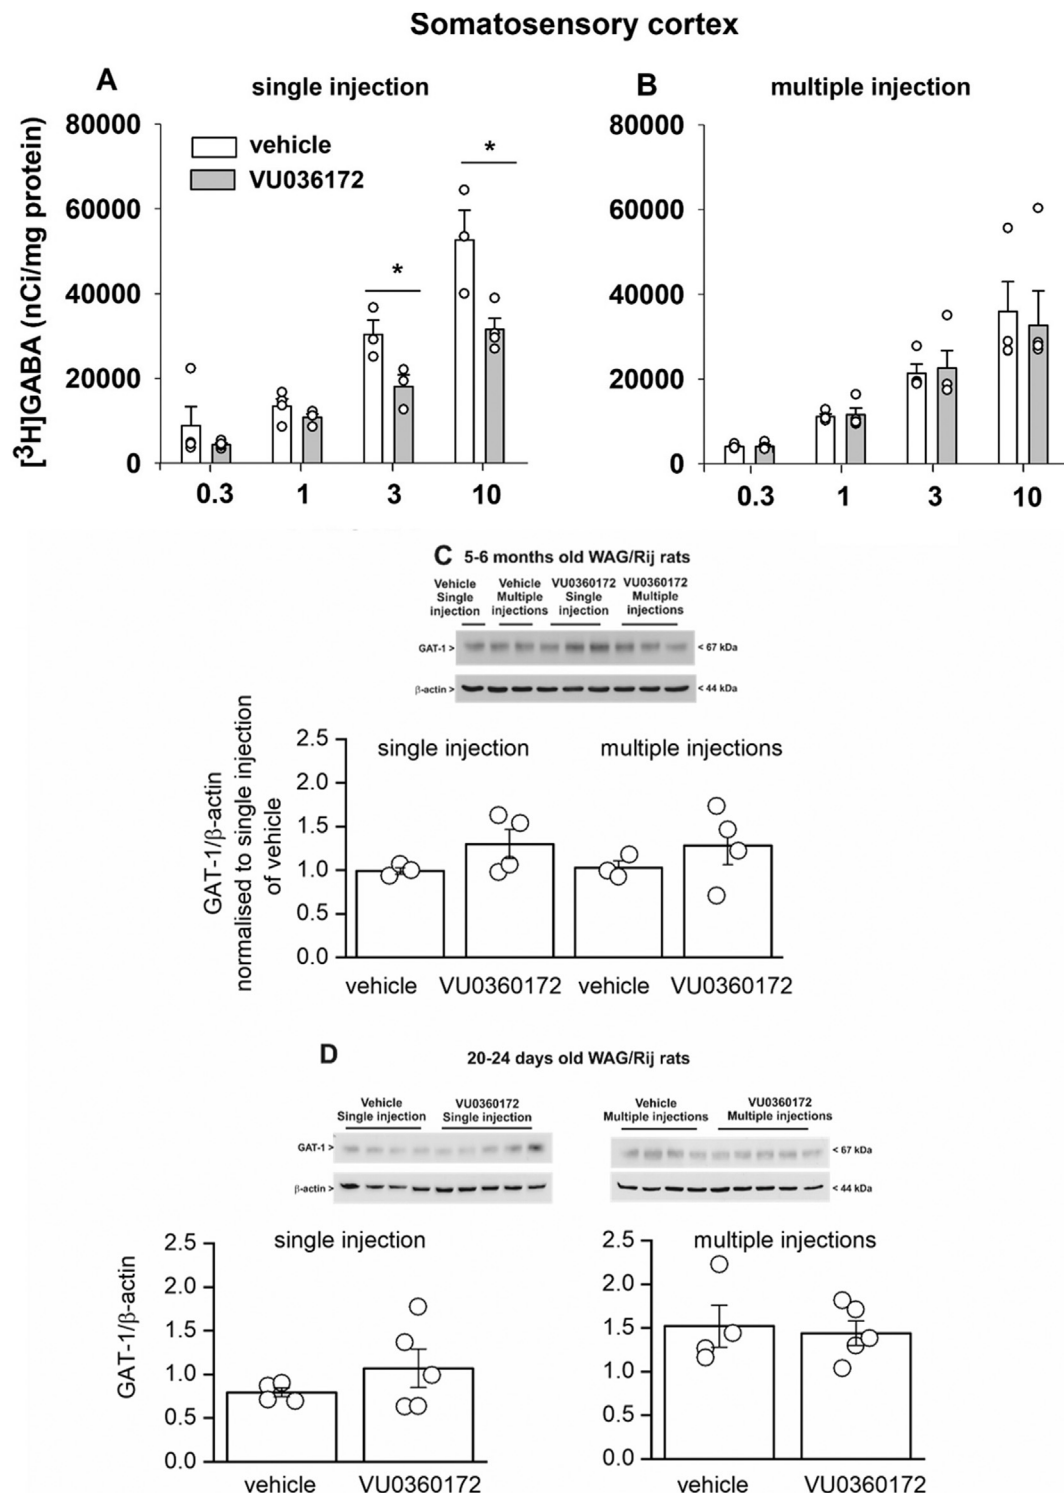 Somatosensory cortex
A
single injection
[³H]GABA (nCi/mg protein)
80000
60000
40000
20000
0
vehicle
VU036172
*
*
0.3 1 3 10
B
multiple injection
80000
60000
40000
20000
0
0.3 1 3 10
C 5-6 months old WAG/Rij rats
Vehicle
Single
injection
Vehicle
Multiple
injections
VU0360172
Single
injection
VU0360172
Multiple
injections
GAT-1 >
< 67 kDa
β-actin >
< 44 kDa
GAT-1/β-actin
normalised to single injection
of vehicle
2.5
2.0
1.5
1.0
0.5
0.0
single injection
multiple injections
vehicle VU0360172 vehicle VU0360172
D
20-24 days old WAG/Rij rats
Vehicle
Single injection
VU0360172
Single injection
Vehicle
Multiple injections
VU0360172
Multiple injections
GAT-1 >
< 67 kDa
β-actin >
< 44 kDa
GAT-1/β-actin
2.5
2.0
1.5
1.0
0.5
0.0
single injection
vehicle VU0360172
2.5
2.0
1.5
1.0
0.5
0.0
multiple injections
vehicle VU0360172